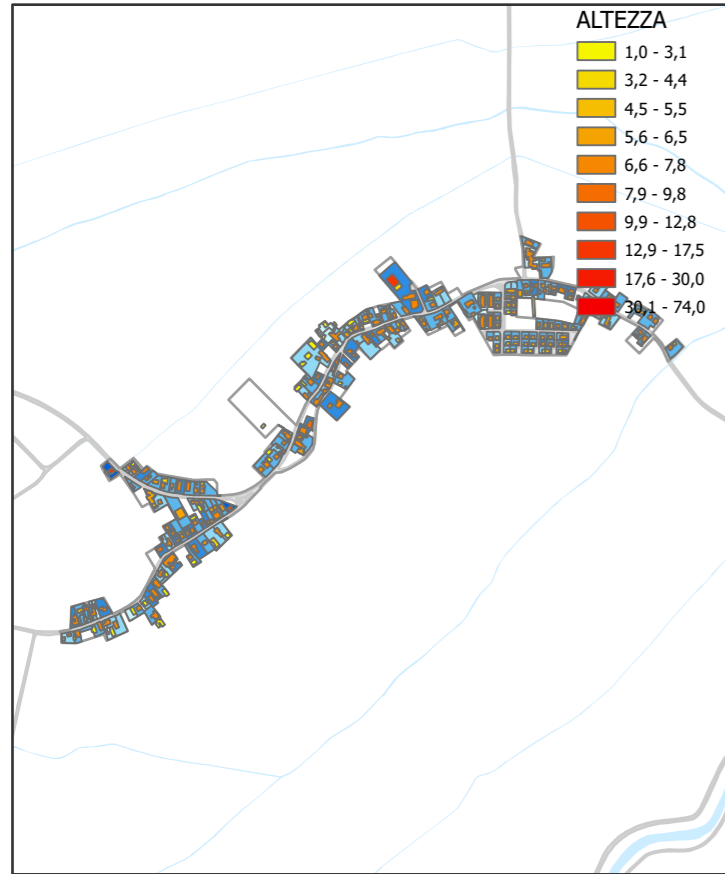 ALTEZZA
1,0 - 3,1
3,2 - 4,4
4,5 - 5,5
5,6 - 6,5
6,6 - 7,8
7,9 - 9,8
9,9 - 12,8
12,9 - 17,5
17,6 - 30,0
30,1 - 74,0